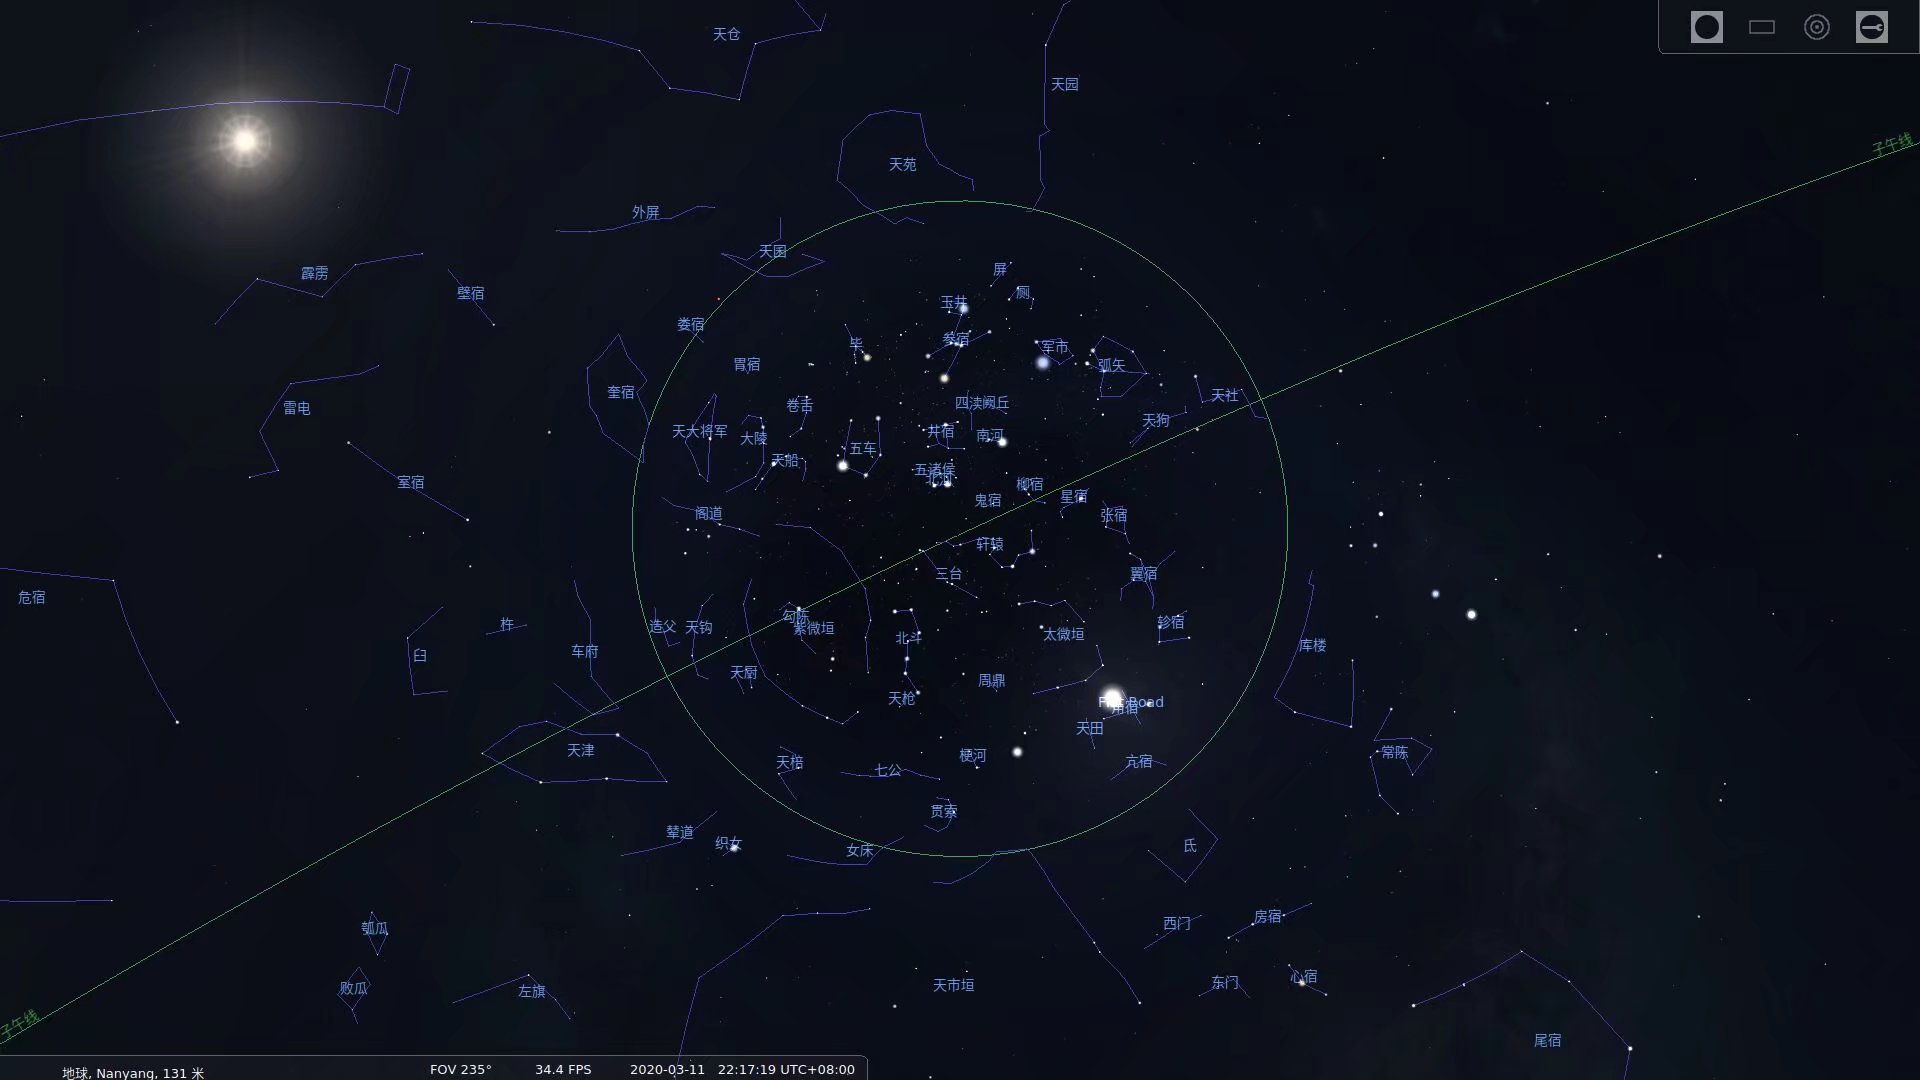 天仓
天园
子午线
天苑
外屏
天囷
霹雳
屏
壁宿
厕
玉井
娄宿
参宿
毕
军市
胃宿
弧矢
奎宿
天社
四渎
阙丘
卷舌
雷电
天狗
天大将军
井宿
南河
大陵
五车
天船
五诸侯
北河
室宿
柳宿
鬼宿
星宿
阁道
张宿
轩辕
三台
翼宿
危宿
勾陈
轸宿
杵
造父
天钩
紫微垣
太微垣
北斗
库楼
臼
车府
天厨
周鼎
天枪
角宿
天田
天津
常陈
梗河
亢宿
天棓
七公
贯索
辇道
织女
女床
氐
房宿
西门
瓠瓜
心宿
东门
天市垣
败瓜
左旗
子午线
尾宿
地球, Nanyang, 131 米
FOV 235°
34.4 FPS
2020-03-11 22:17:19 UTC+08:00